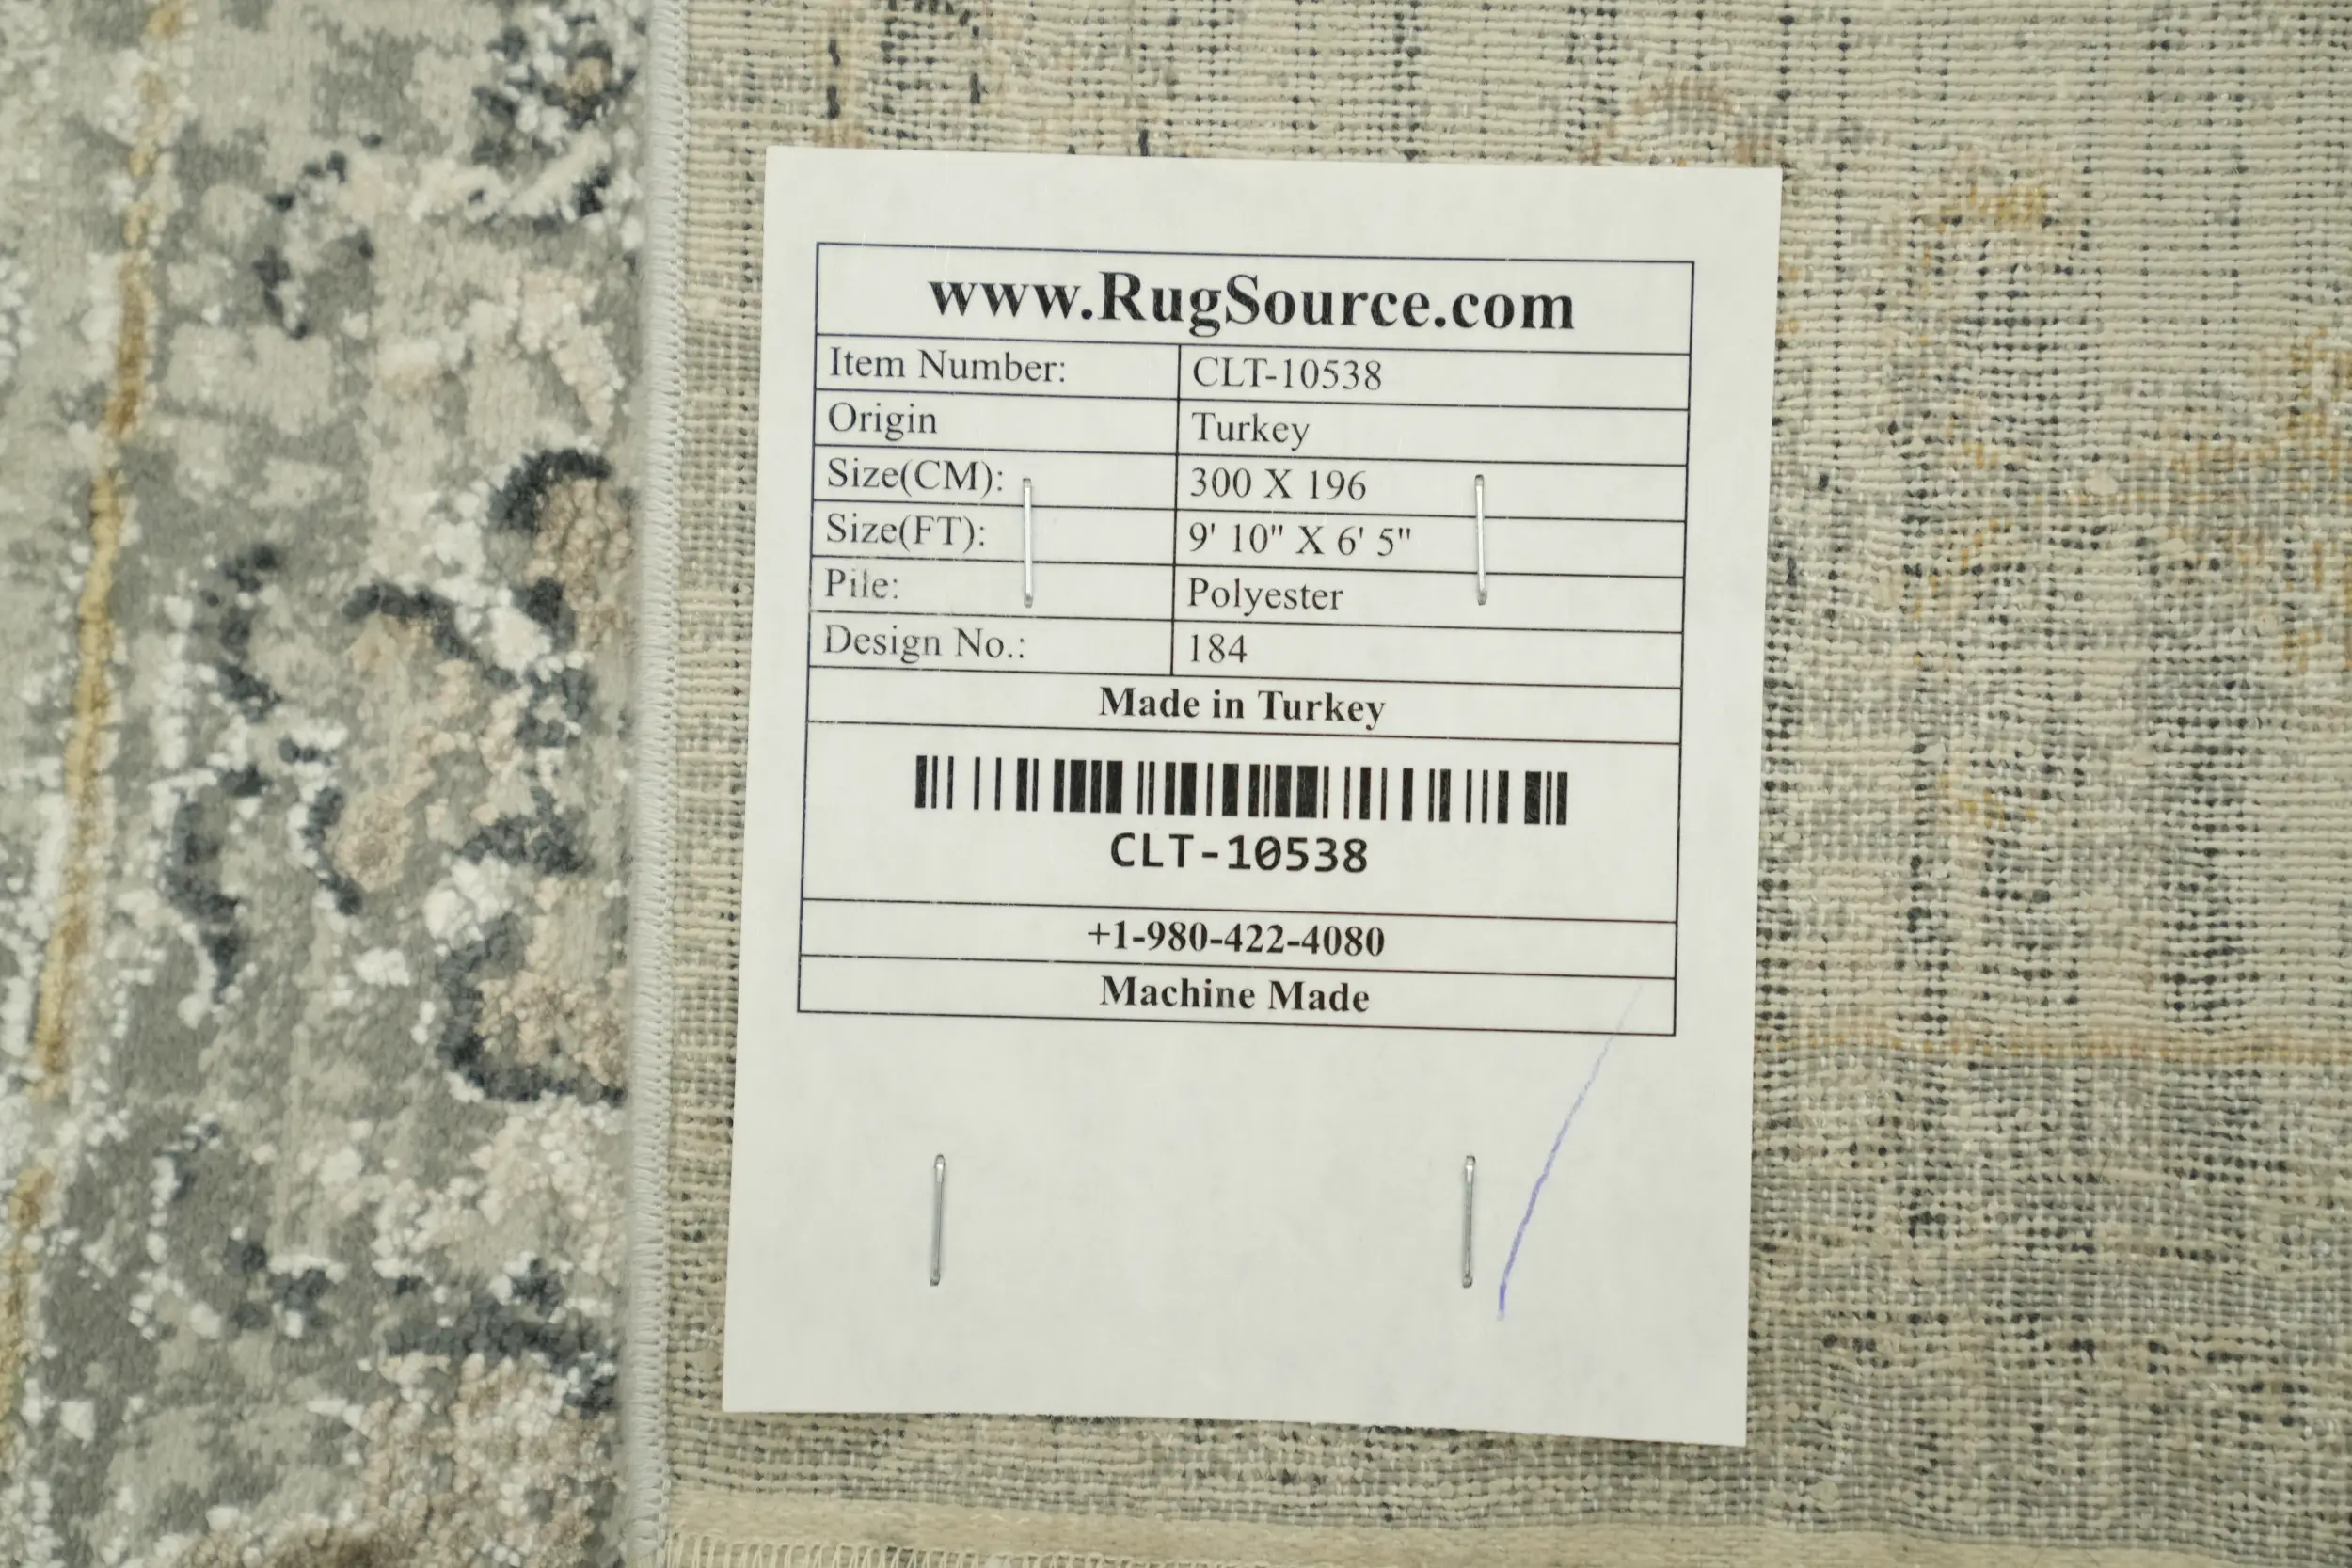 www.RugSource.com
Item Number: CLT-10538
Origin Turkey
Size(CM): 300 X 196
Size(FT): 9' 10" X 6' 5"
Pile: Polyester
Design No.: 184
Made in Turkey
CLT-10538
+1-980-422-4080
Machine Made